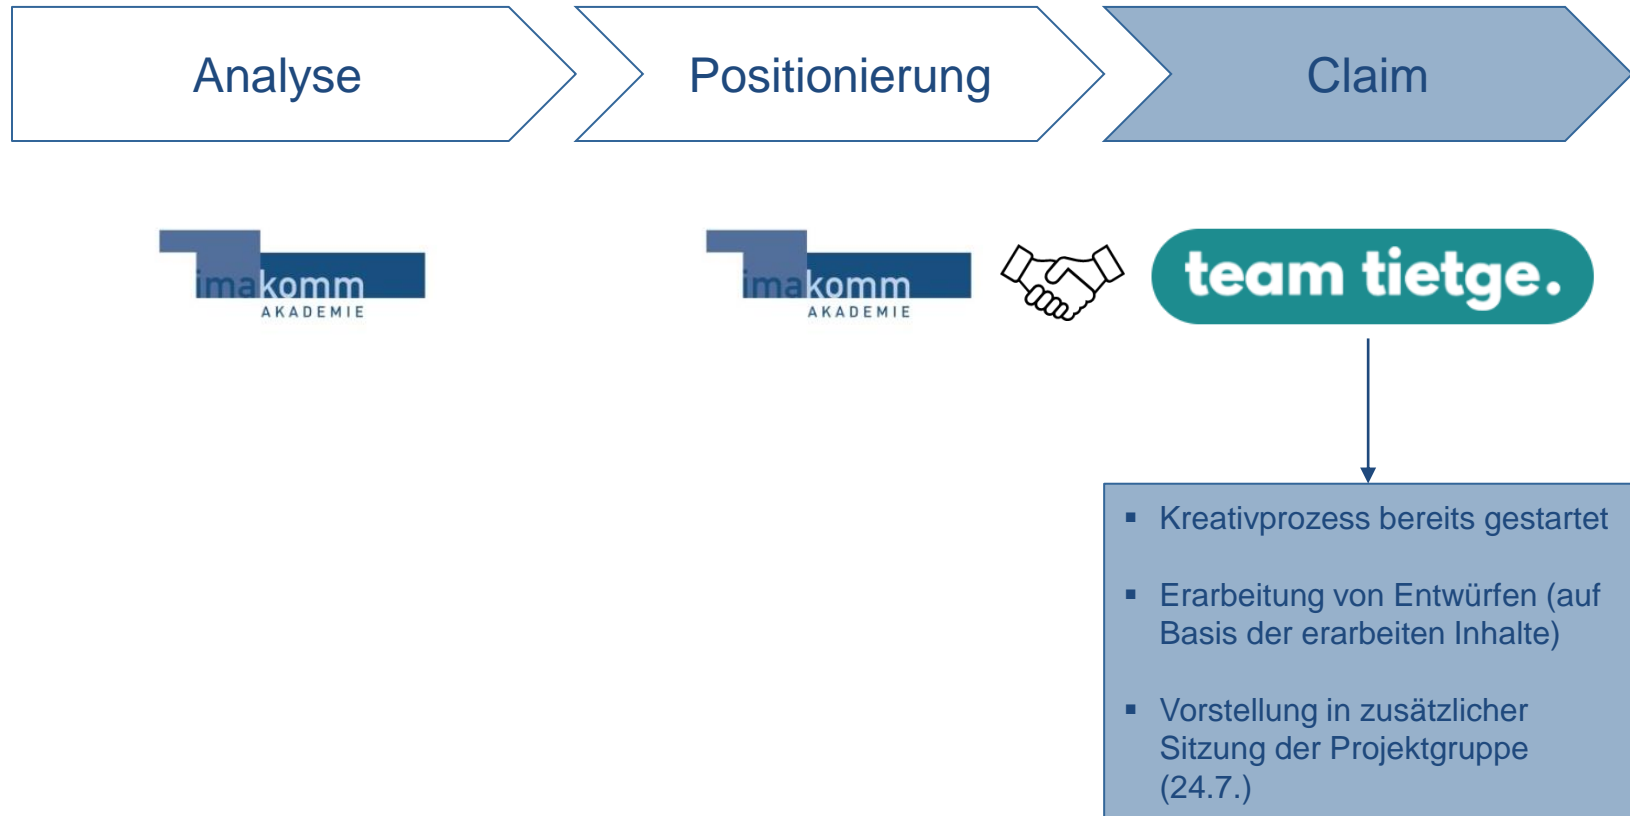 Analyse
Positionierung
Claim
imakomm
AKADEMIE
imakomm
AKADEMIE
team tietge.
▪ Kreativprozess bereits gestartet
▪ Erarbeitung von Entwürfen (auf
Basis der erarbeiten Inhalte)
▪ Vorstellung in zusätzlicher
Sitzung der Projektgruppe
(24.7.)